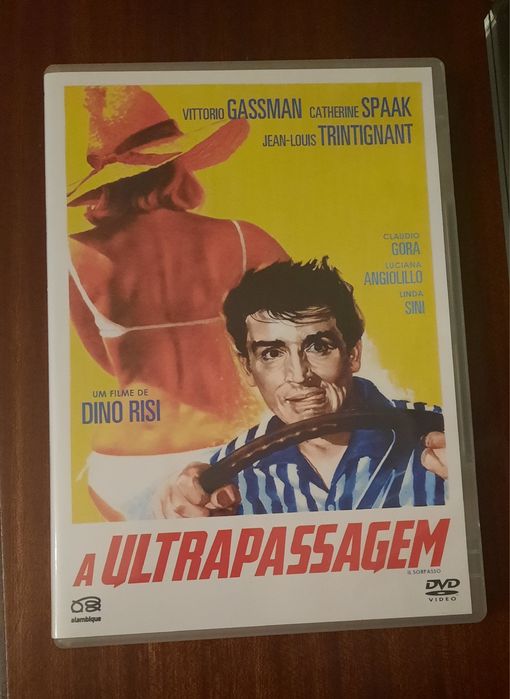 VITTORIO GASSMAN CATHERINE SPAAK
JEAN-LOUIS TRINTIGNANT
CLAUDIO
GORA
LUCIANA
ANGIOLILLO
LINDA
SINI
UM FILME DE
DINO RISI
A ULTRAPASSAGEM
IL SORPASSO
alambique
DVD
VIDEO